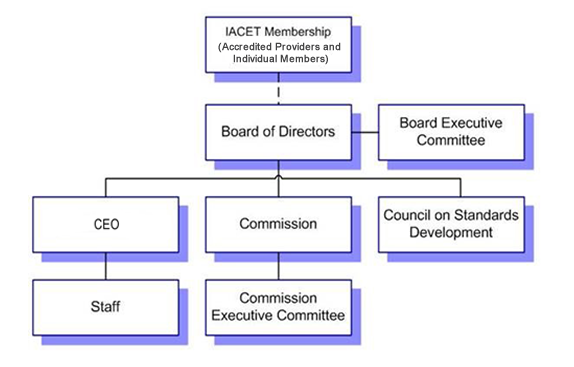 IACET Membership
(Accredited Providers and
Individual Members)
Board of Directors
Board Executive
Committee
CEO
Commission
Council on Standards
Development
Staff
Commission
Executive Committee